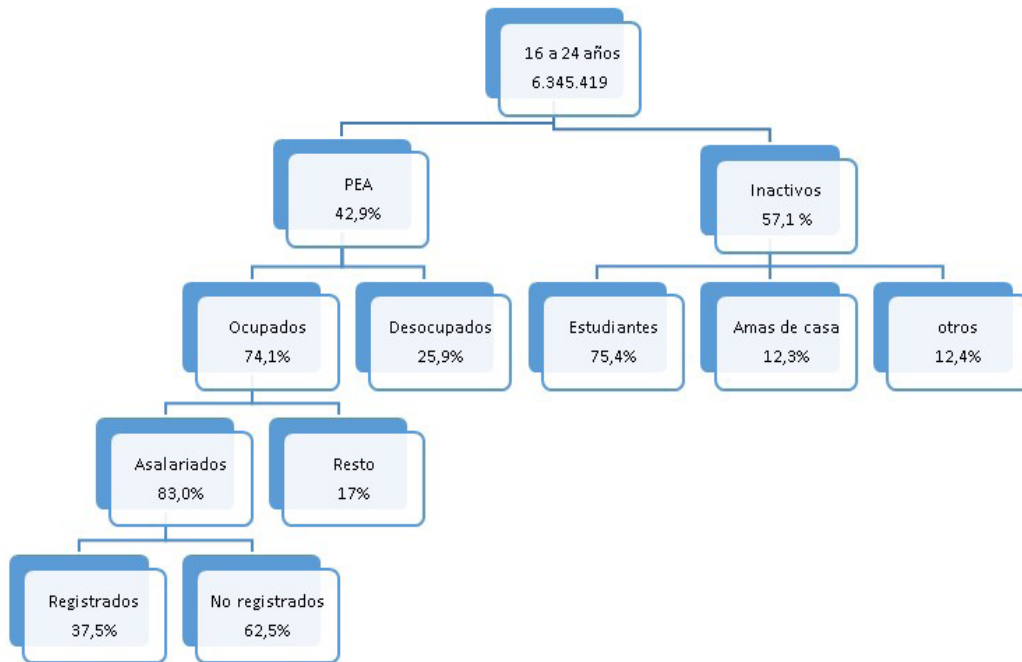 16 a 24 años
6.345.419
PEA
42,9%
Inactivos
57,1 %
Ocupados
74,1%
Desocupados
25,9%
Estudiantes
75,4%
Amas de casa
12,3%
otros
12,4%
Asalariados
83,0%
Resto
17%
Registrados
37,5%
No registrados
62,5%